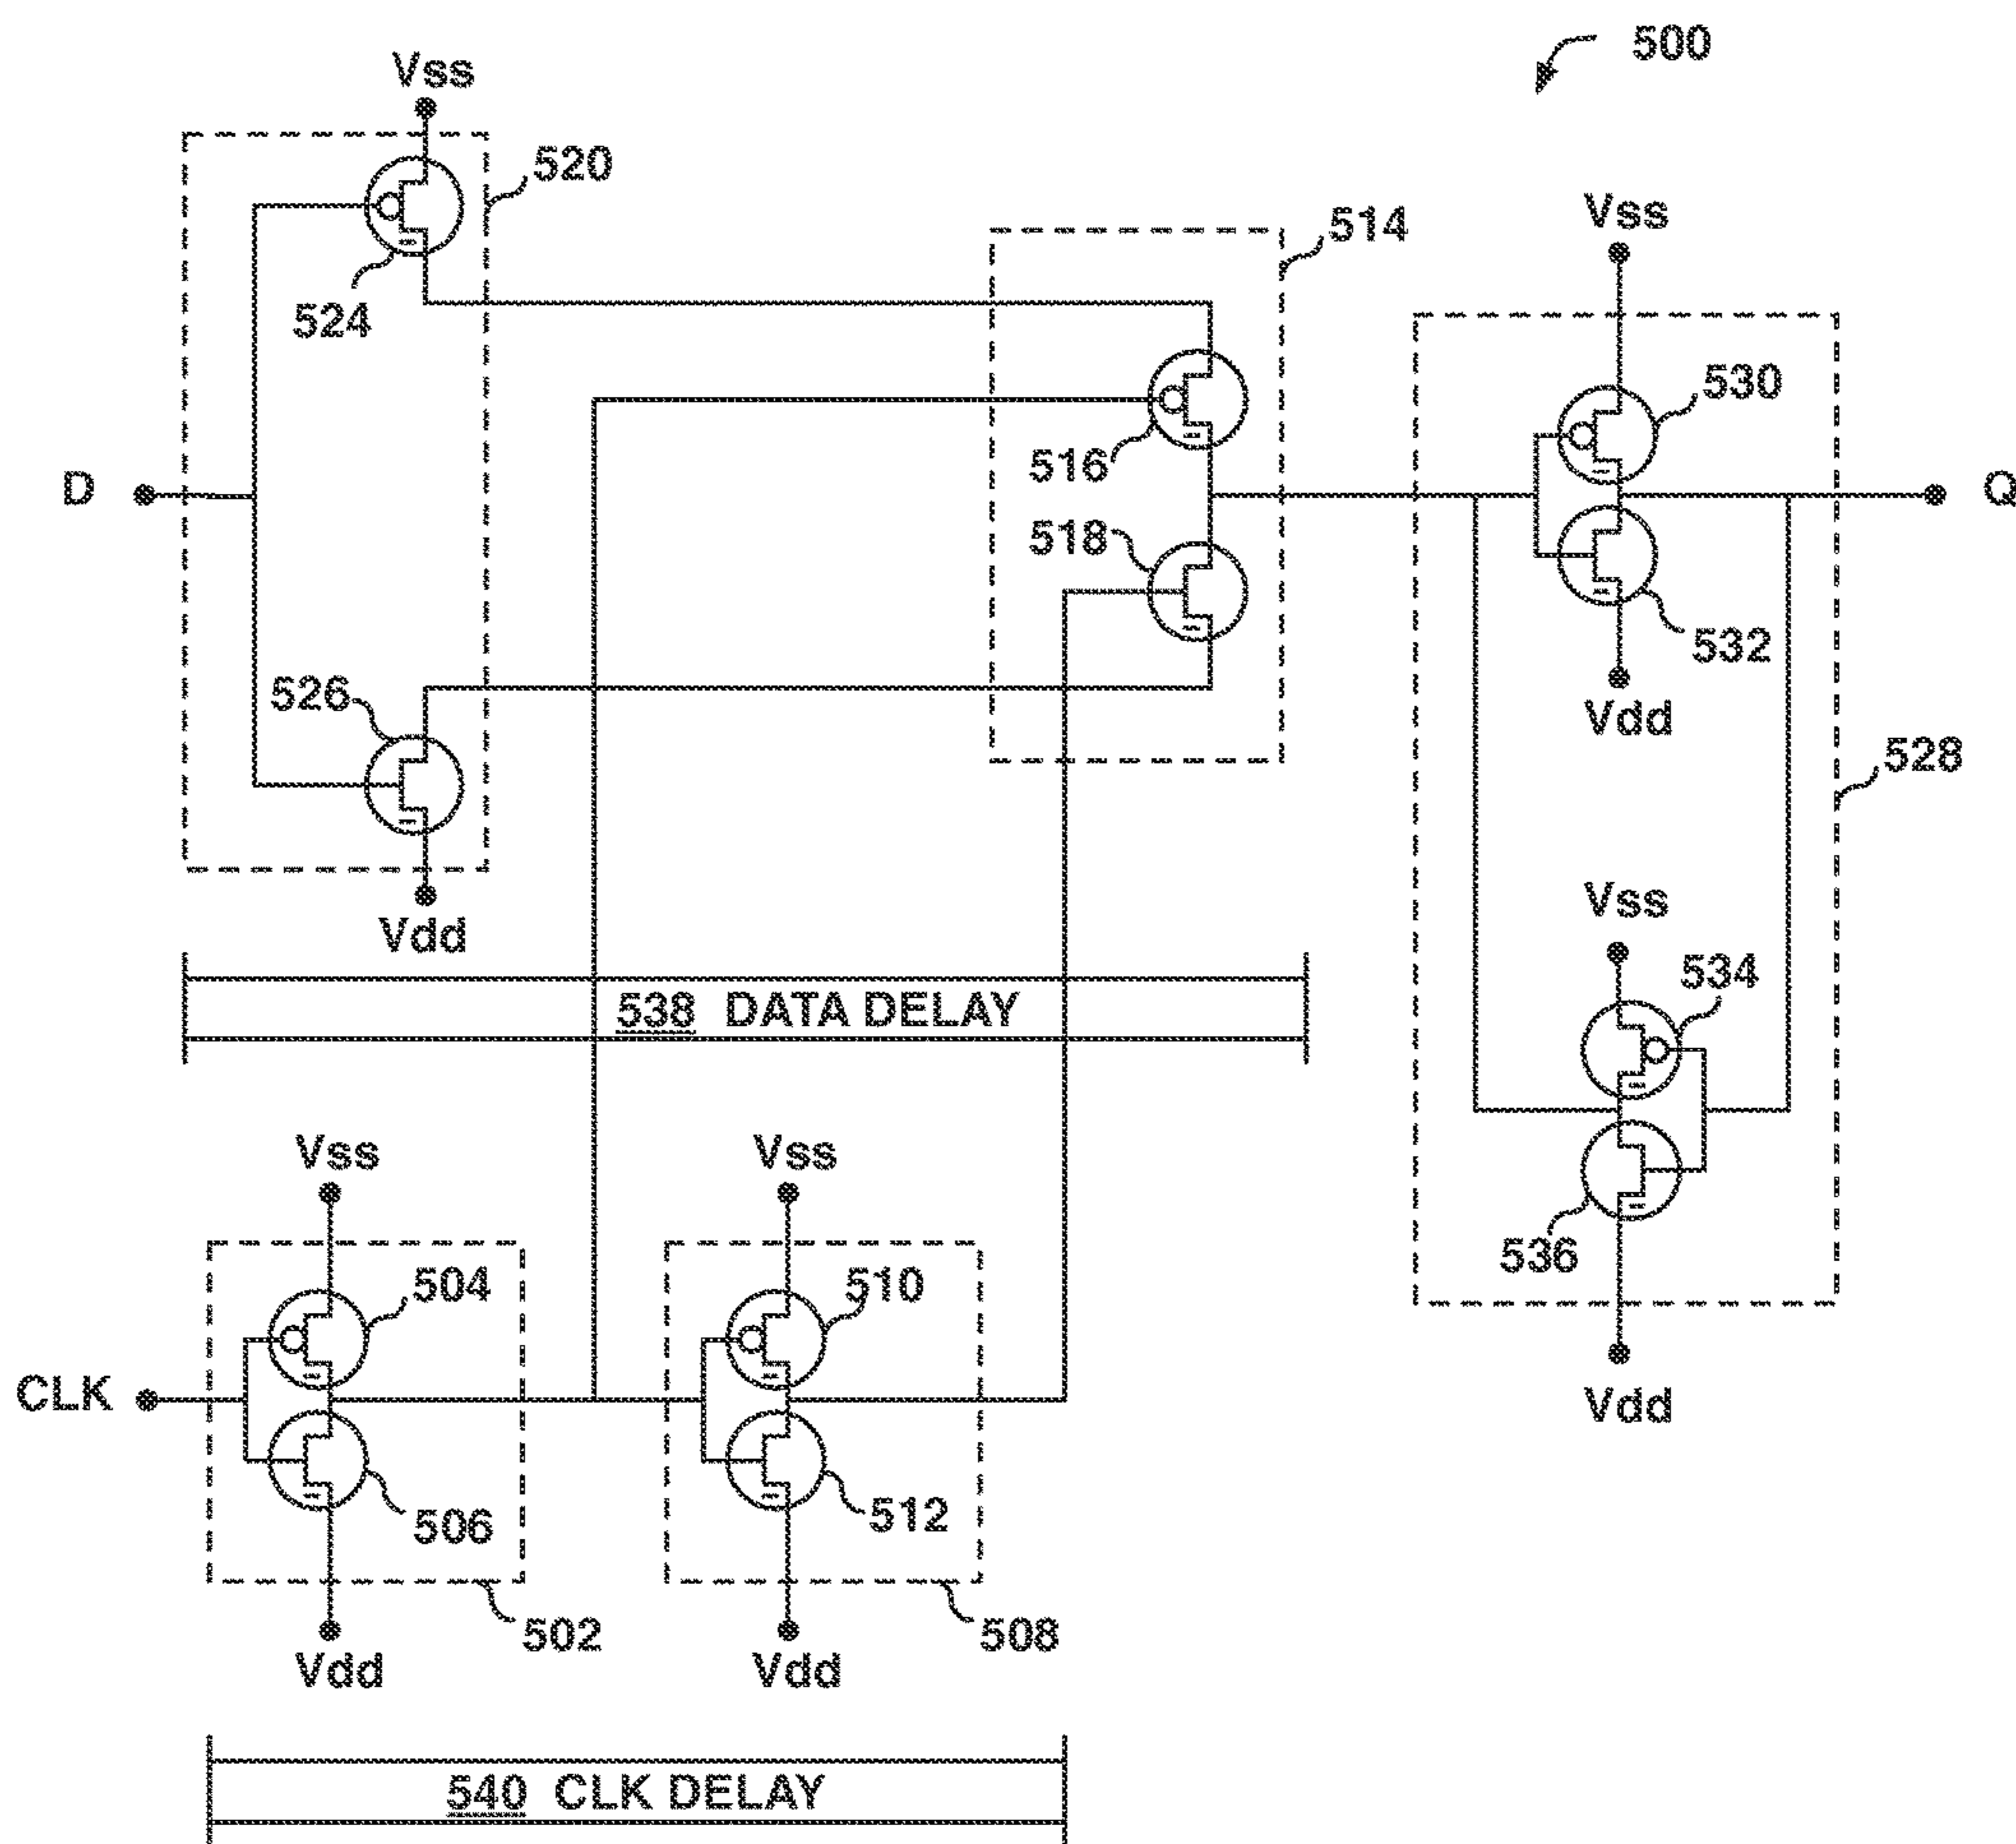 500
Vss
520
524
514
Vss
516
530
D
Q
518
532
Vdd
526
528
Vdd
Vss
538 DATA DELAY
534
Vss
Vss
536
504
510
CLK
Vdd
506
512
502
508
Vdd
Vdd
540 CLK DELAY